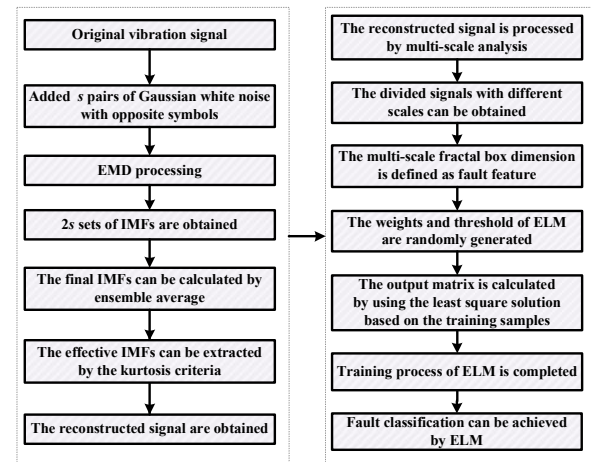 Original vibration signal
Added s pairs of Gaussian white noise
with opposite symbols
EMD processing
2s sets of IMFs are obtained
The final IMFs can be calculated by
ensemble average
The effective IMFs can be extracted
by the kurtosis criteria
The reconstructed signal are obtained
The reconstructed signal is processed
by multi-scale analysis
The divided signals with different
scales can be obtained
The multi-scale fractal box dimension
is defined as fault feature
The weights and threshold of ELM
are randomly generated
The output matrix is calculated
by using the least square solution
based on the training samples
Training process of ELM is completed
Fault classification can be achieved
by ELM